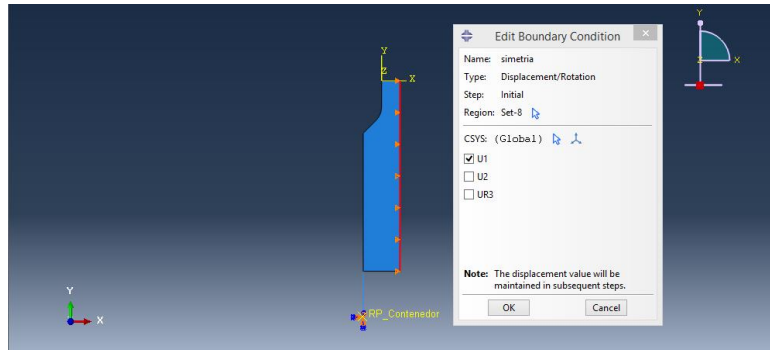 Edit Boundary Condition
Name: simetria
Type: Displacement/Rotation
Step: Initial
Region: Set-8
CSYS: (Global)
U1
U2
UR3
Note: The displacement value will be
maintained in subsequent steps.
OK Cancel
Y
Z
X
RP_Contenedor
Y
X
Y
Z
X